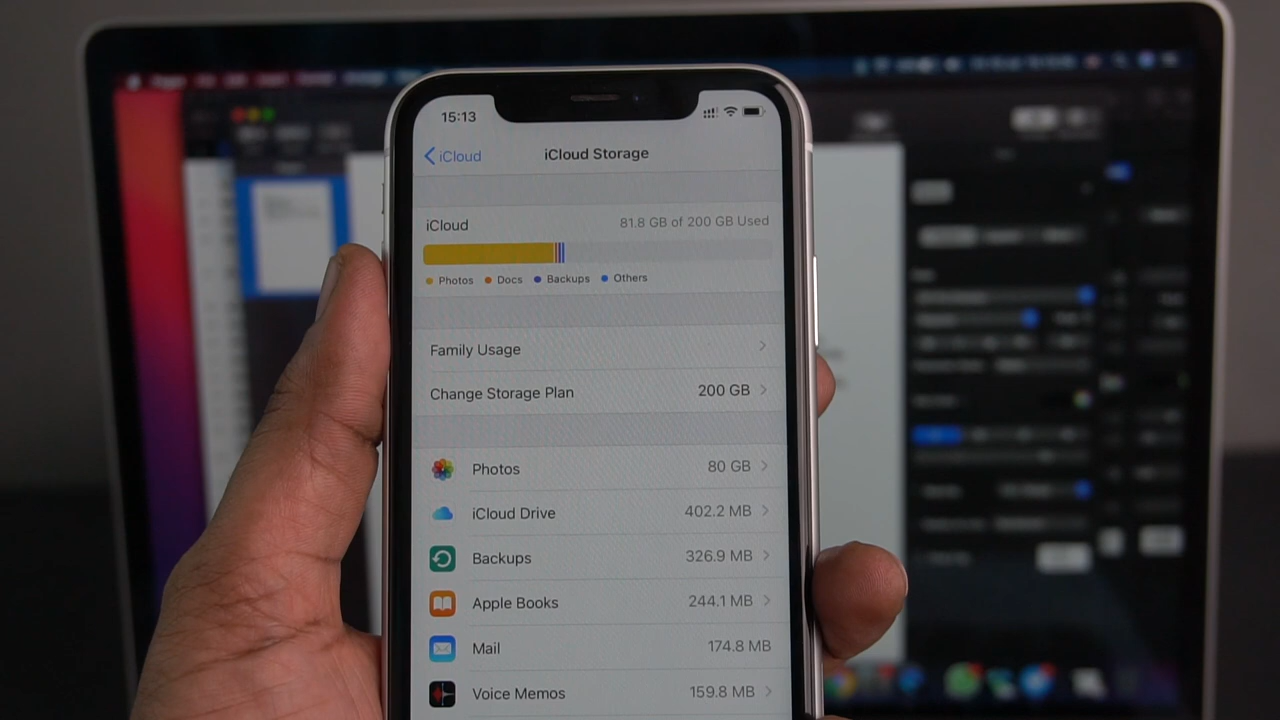 15:13
iCloud
iCloud Storage
iCloud
81.8 GB of 200 GB Used
Photos Docs Backups Others
Family Usage
Change Storage Plan 200 GB
Photos 80 GB
iCloud Drive 402.2 MB
Backups 326.9 MB
Apple Books 244.1 MB
Mail 174.8 MB
Voice Memos 159.8 MB